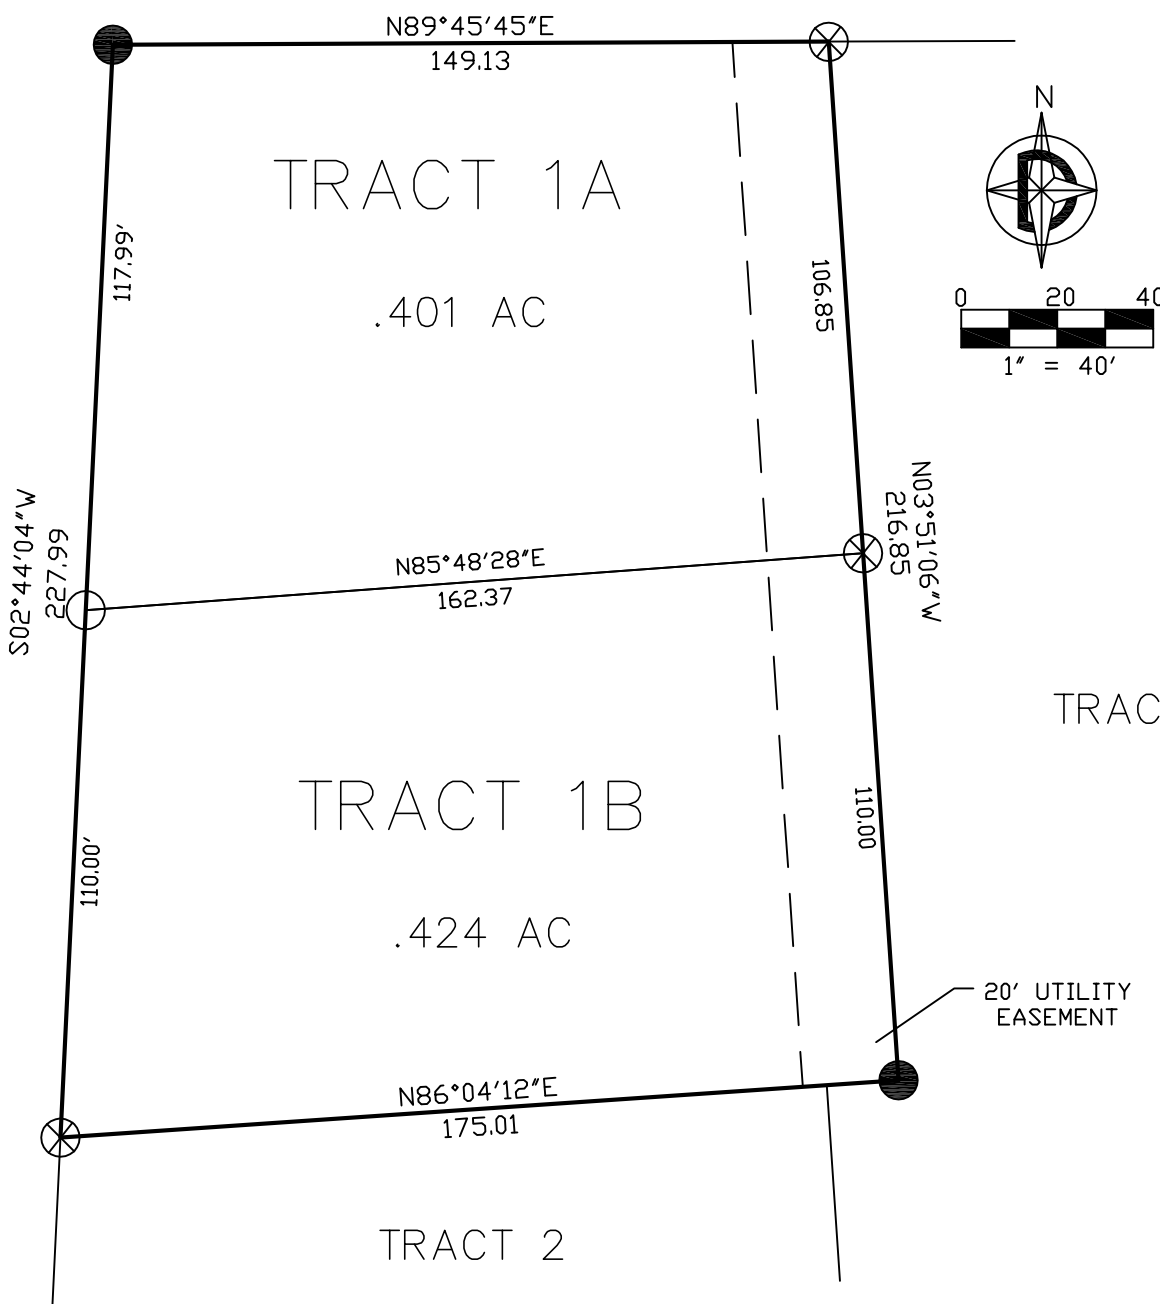 N89°45'45"E
149.13
N
TRACT 1A
117.99'
106.85
.401 AC
0 20 40
1" = 40'
N03°51'06"W
216.85
S02°44'04"W
227.99
N85°48'28"E
162.37
TRAC
TRACT 1B
110.00
110.00'
.424 AC
20' UTILITY
EASEMENT
N86°04'12"E
175.01
TRACT 2